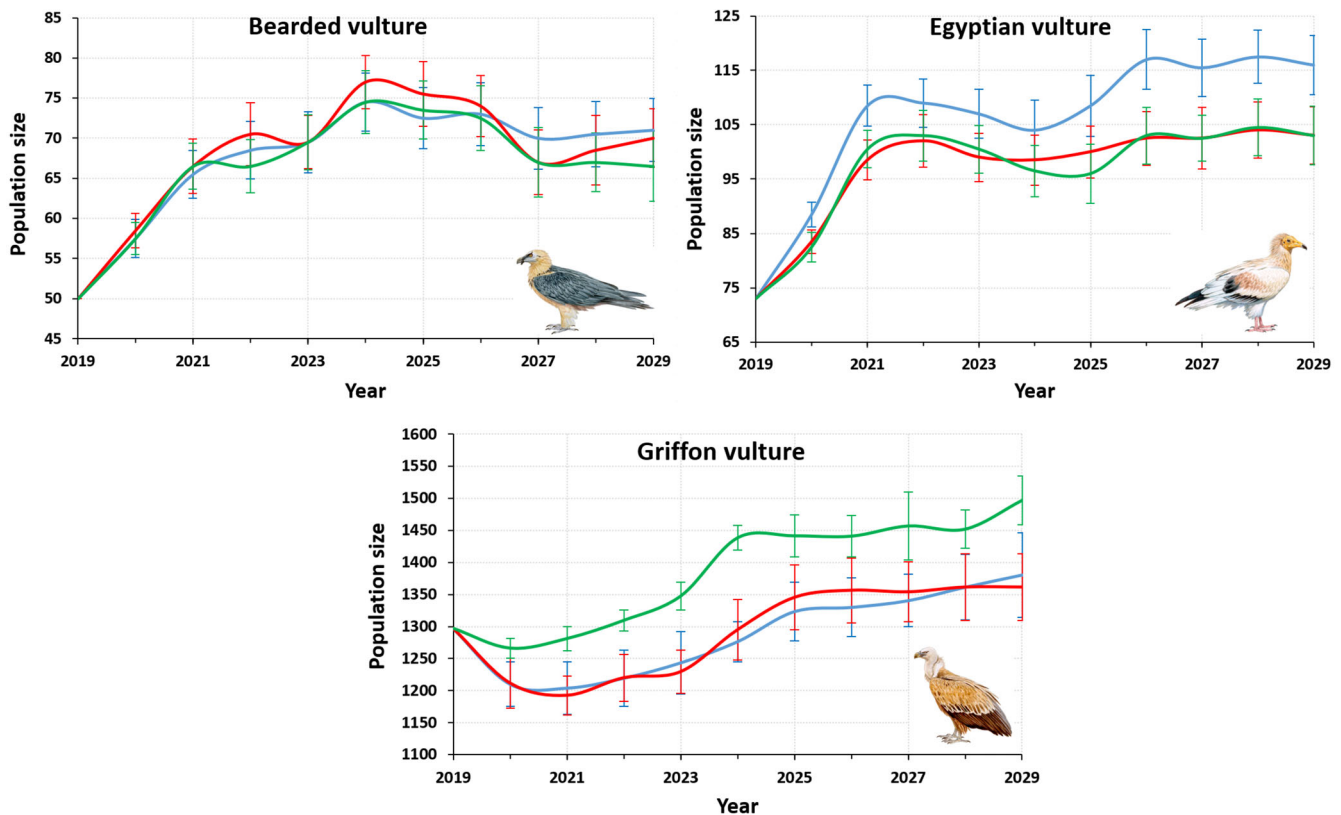 Bearded vulture
Population size
85
80
75
70
65
60
55
50
45
2019 2021 2023 2025 2027 2029
Year
Egyptian vulture
Population size
125
115
105
95
85
75
65
2019 2021 2023 2025 2027 2029
Year
Griffon vulture
Population size
1600
1550
1500
1450
1400
1350
1300
1250
1200
1150
1100
2019 2021 2023 2025 2027 2029
Year